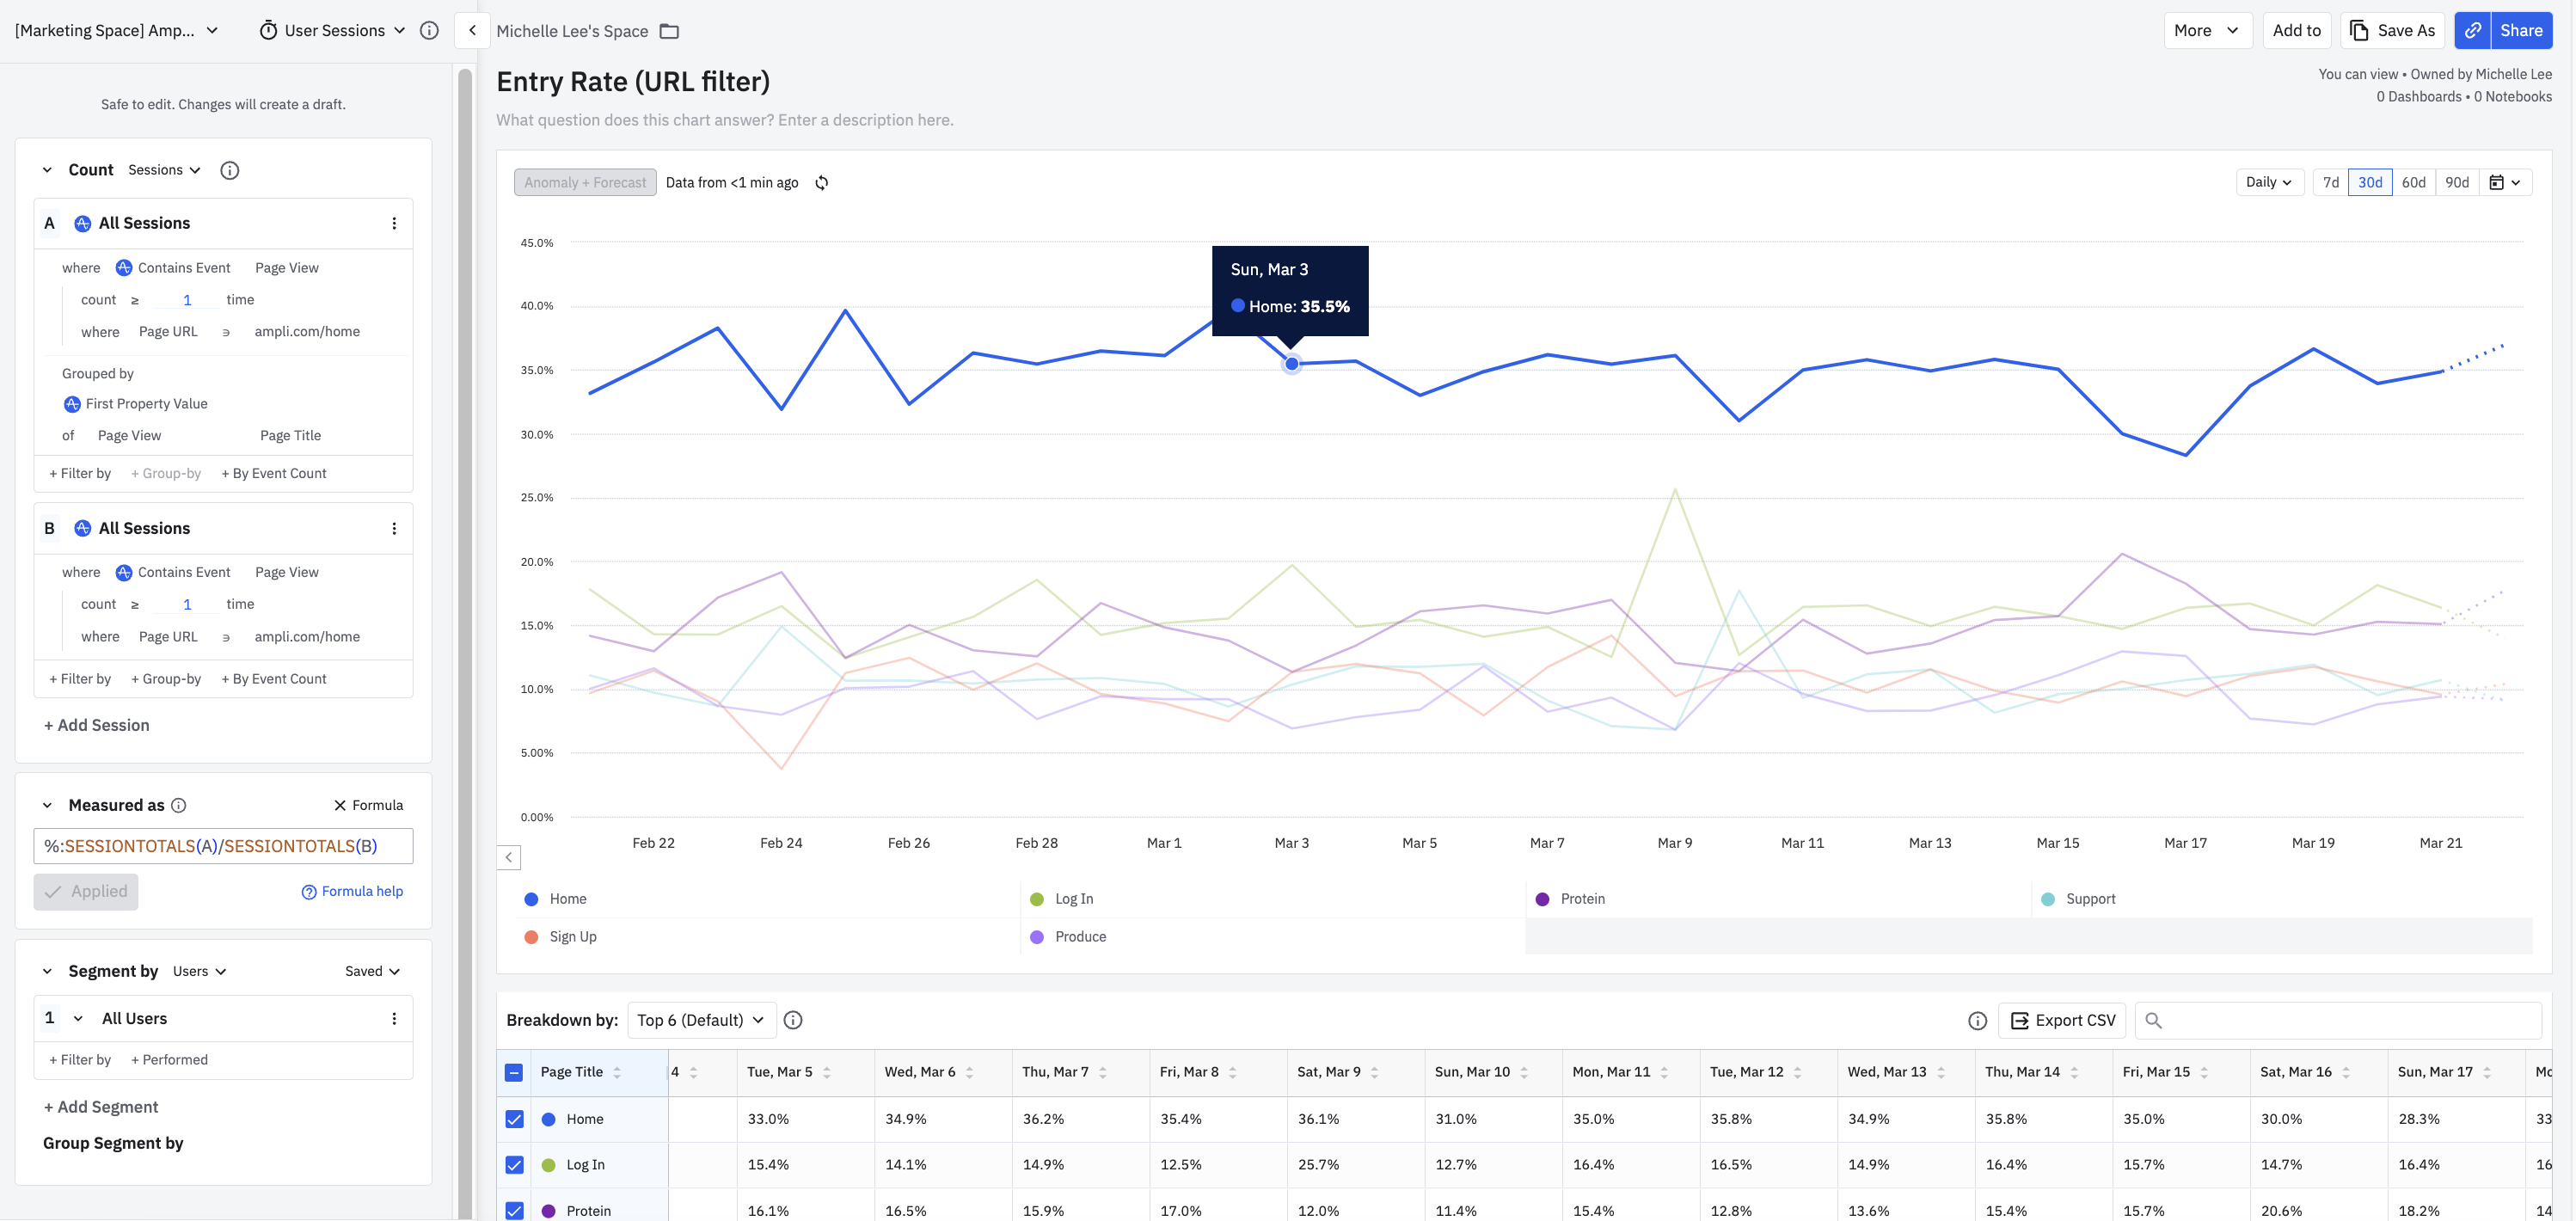 [Marketing Space] Amp...
User Sessions
Safe to edit. Changes will create a draft.
Count Sessions
A All Sessions
where Contains Event Page View
count ≥ 1 time
where Page URL ∋ ampli.com/home
Grouped by
First Property Value
of Page View Page Title
+ Filter by + Group-by + By Event Count
B All Sessions
where Contains Event Page View
count ≥ 1 time
where Page URL ∋ ampli.com/home
+ Filter by + Group-by + By Event Count
+ Add Session
Measured as Formula
%:SESSIONTOTALS(A)/SESSIONTOTALS(B)
Applied Formula help
Segment by Users Saved
1 All Users
+ Filter by + Performed
+ Add Segment
Group Segment by
Michelle Lee's Space
More Add to Save As Share
Entry Rate (URL filter)
You can view • Owned by Michelle Lee
0 Dashboards • 0 Notebooks
What question does this chart answer? Enter a description here.
Anomaly + Forecast Data from <1 min ago
Daily 7d 30d 60d 90d
45.0%
40.0%
35.0%
30.0%
25.0%
20.0%
15.0%
10.0%
5.00%
0.00%
Sun, Mar 3
Home: 35.5%
Feb 22 Feb 24 Feb 26 Feb 28 Mar 1 Mar 3 Mar 5 Mar 7 Mar 9 Mar 11 Mar 13 Mar 15 Mar 17 Mar 19 Mar 21
Home Log In Protein Support
Sign Up Produce
Breakdown by: Top 6 (Default) Export CSV
Page Title 4 Tue, Mar 5 Wed, Mar 6 Thu, Mar 7 Fri, Mar 8 Sat, Mar 9 Sun, Mar 10 Mon, Mar 11 Tue, Mar 12 Wed, Mar 13 Thu, Mar 14 Fri, Mar 15 Sat, Mar 16 Sun, Mar 17 Mo
Home 33.0% 34.9% 36.2% 35.4% 36.1% 31.0% 35.0% 35.8% 34.9% 35.8% 35.0% 30.0% 28.3% 33
Log In 15.4% 14.1% 14.9% 12.5% 25.7% 12.7% 16.4% 16.5% 14.9% 16.4% 15.7% 14.7% 16.4% 16
Protein 16.1% 16.5% 15.9% 17.0% 12.0% 11.4% 15.4% 12.8% 13.6% 15.4% 15.7% 20.6% 18.2% 14